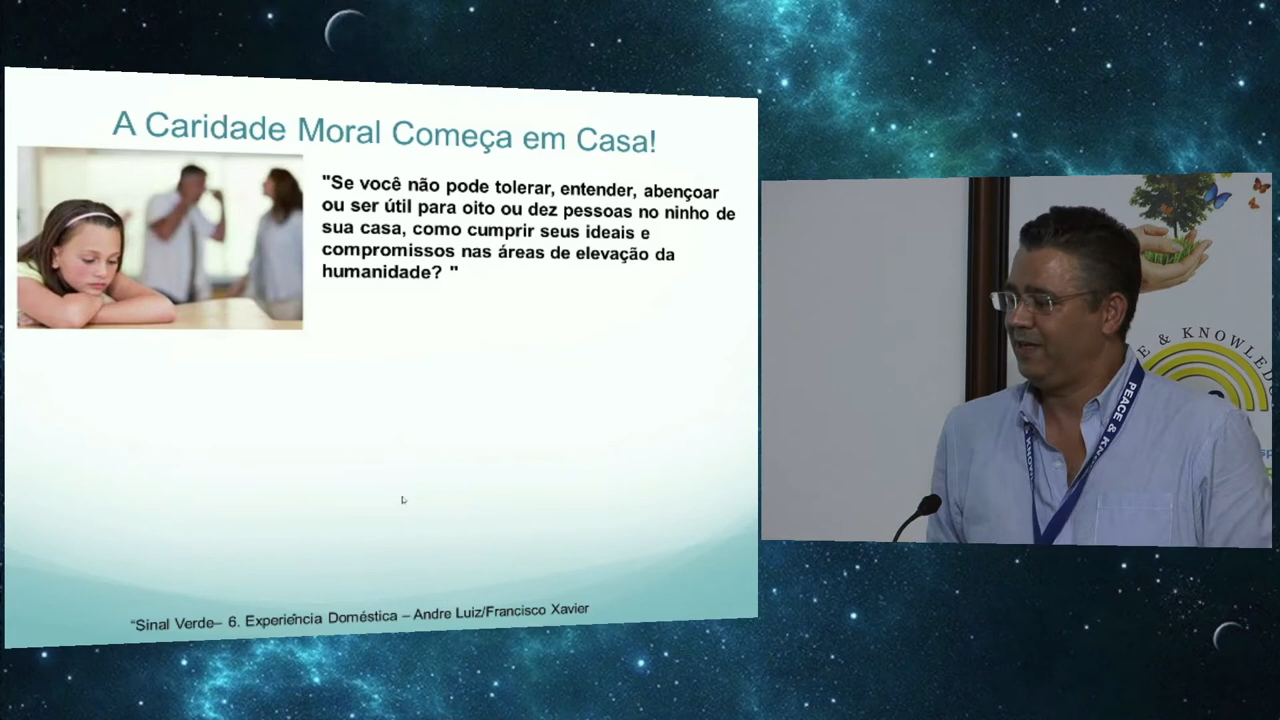 A Caridade Moral Começa em Casa!
"Se você não pode tolerar, entender, abençoar
ou ser útil para oito ou dez pessoas no ninho de
sua casa, como cumprir seus ideais e
compromissos nas áreas de elevação da
humanidade? "
“Sinal Verde– 6. Experiência Doméstica – Andre Luiz/Francisco Xavier
E & KNOWLED
PEACE & KN